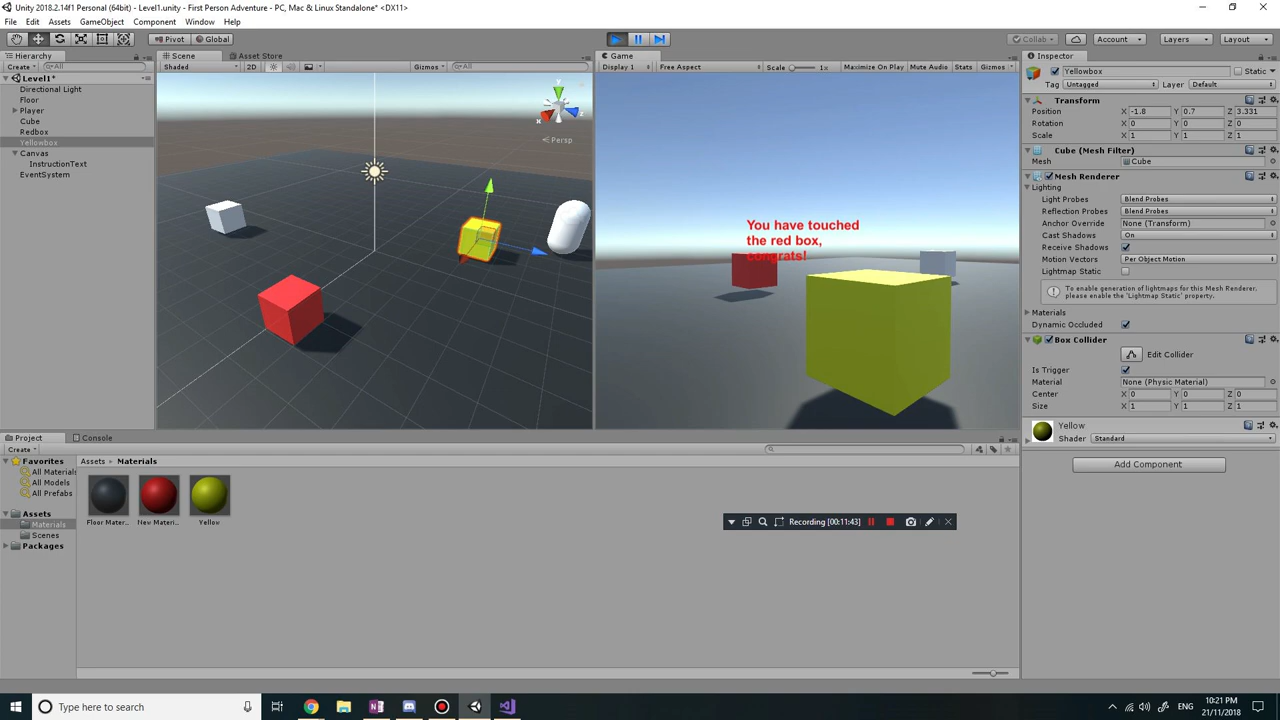 Unity 2018.2.14f1 Personal (64bit) - Level1.unity - First Person Adventure - PC, Mac & Linux Standalone* <DX11>
File Edit Assets GameObject Component Window Help
Pivot Global Collab Account Layers Layout
Hierarchy Scene Asset Store Game Inspector
Create All Shaded 2D Gizmos All Display 1 Free Aspect Scale 1x Maximize On Play Mute Audio Stats Gizmos
Level1*
Directional Light
Floor
Player
Cube
Redbox
Yellowbox
Canvas
InstructionText
EventSystem
y
x
z
Persp
You have touched
the red box,
congrats!
Yellowbox Static
Tag Untagged Layer Default
Transform
Position X -1.8 Y 0.7 Z 3.331
Rotation X 0 Y 0 Z 0
Scale X 1 Y 1 Z 1
Cube (Mesh Filter)
Mesh Cube
Mesh Renderer
Lighting
Light Probes Blend Probes
Reflection Probes Blend Probes
Anchor Override None (Transform)
Cast Shadows On
Receive Shadows
Motion Vectors Per Object Motion
Lightmap Static
To enable generation of lightmaps for this Mesh Renderer,
please enable the 'Lightmap Static' property.
Materials
Dynamic Occluded
Box Collider
Edit Collider
Is Trigger
Material None (Physic Material)
Center X 0 Y 0 Z 0
Size X 1 Y 1 Z 1
Yellow
Shader Standard
Add Component
Project Console
Create
Favorites
All Materials
All Models
All Prefabs
Assets
Materials
Scenes
Packages
Assets Materials
Floor Mater... New Materi... Yellow
Recording [00:11:43]
Type here to search
ENG
10:21 PM
21/11/2018